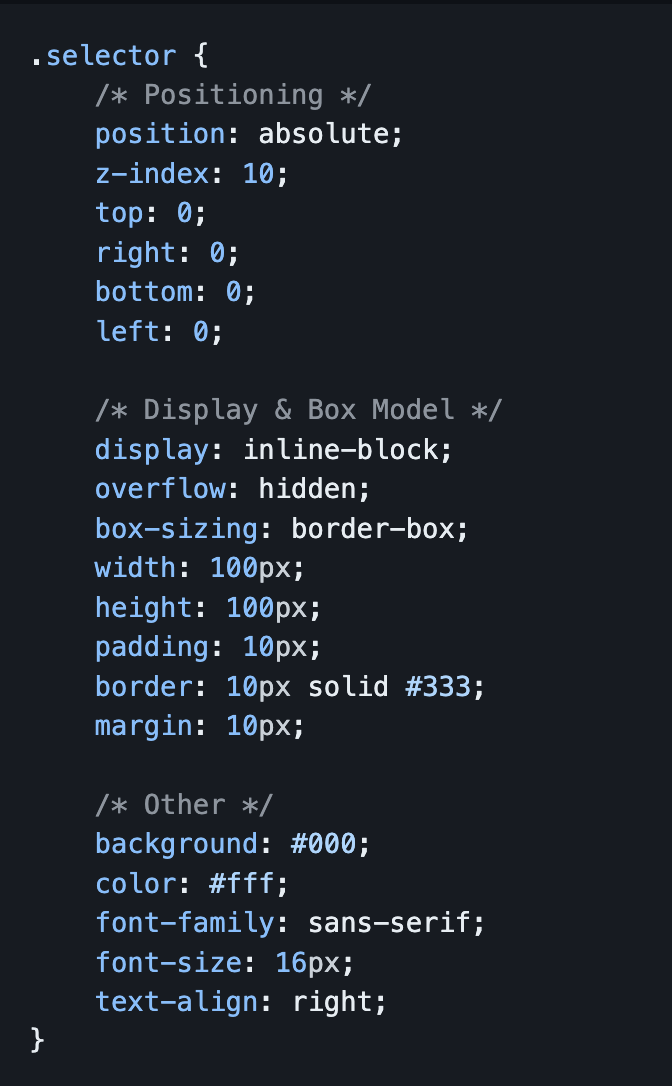 .selector {
    /* Positioning */
    position: absolute;
    z-index: 10;
    top: 0;
    right: 0;
    bottom: 0;
    left: 0;

    /* Display & Box Model */
    display: inline-block;
    overflow: hidden;
    box-sizing: border-box;
    width: 100px;
    height: 100px;
    padding: 10px;
    border: 10px solid #333;
    margin: 10px;

    /* Other */
    background: #000;
    color: #fff;
    font-family: sans-serif;
    font-size: 16px;
    text-align: right;
}